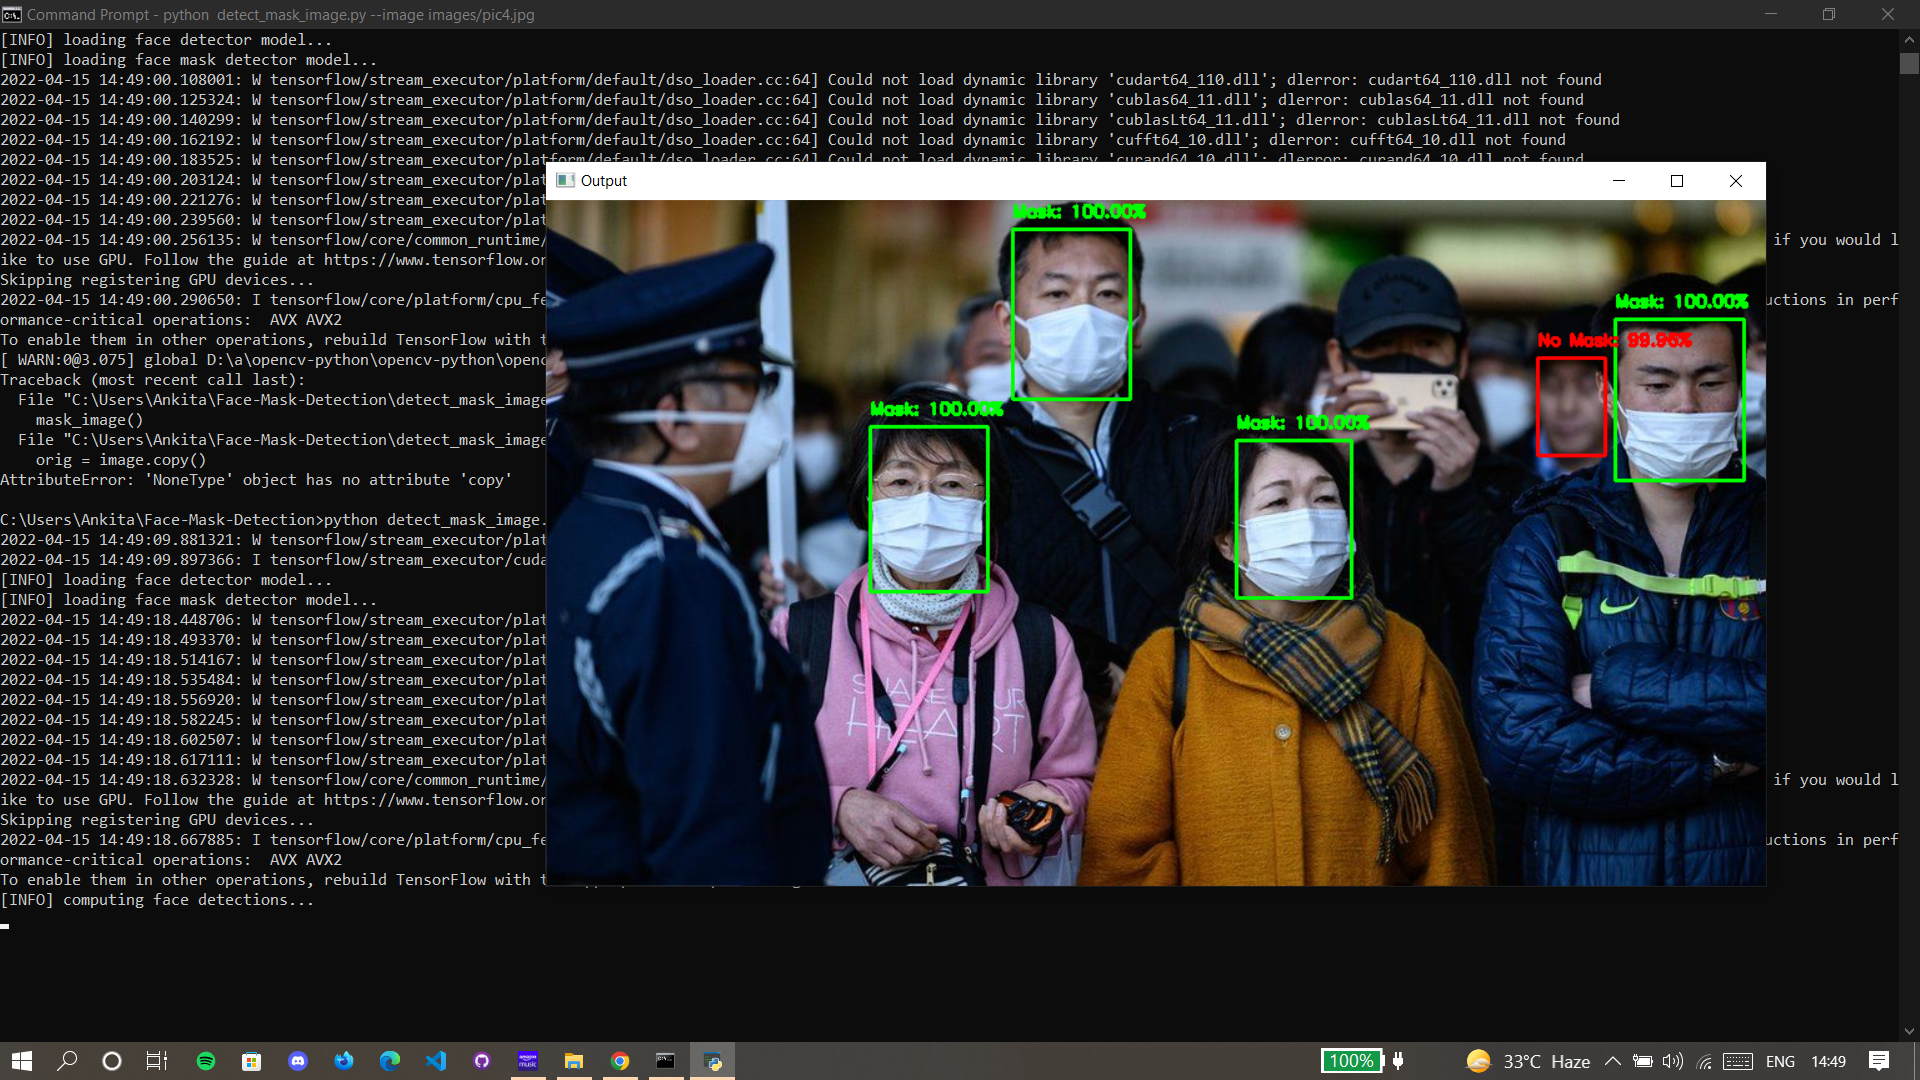 Command Prompt - python  detect_mask_image.py --image images/pic4.jpg
[INFO] loading face detector model...
[INFO] loading face mask detector model...
2022-04-15 14:49:00.108001: W tensorflow/stream_executor/platform/default/dso_loader.cc:64] Could not load dynamic library 'cudart64_110.dll'; dlerror: cudart64_110.dll not found
2022-04-15 14:49:00.125324: W tensorflow/stream_executor/platform/default/dso_loader.cc:64] Could not load dynamic library 'cublas64_11.dll'; dlerror: cublas64_11.dll not found
2022-04-15 14:49:00.140299: W tensorflow/stream_executor/platform/default/dso_loader.cc:64] Could not load dynamic library 'cublasLt64_11.dll'; dlerror: cublasLt64_11.dll not found
2022-04-15 14:49:00.162192: W tensorflow/stream_executor/platform/default/dso_loader.cc:64] Could not load dynamic library 'cufft64_10.dll'; dlerror: cufft64_10.dll not found
2022-04-15 14:49:00.183525: W tensorflow/stream_executor/platform/default/dso_loader.cc:64] Could not load dynamic library 'curand64_10.dll'; dlerror: curand64_10.dll not found
2022-04-15 14:49:00.203124: W tensorflow/stream_executor/plat
2022-04-15 14:49:00.221276: W tensorflow/stream_executor/plat
2022-04-15 14:49:00.239560: W tensorflow/stream_executor/plat
2022-04-15 14:49:00.256135: W tensorflow/core/common_runtime/ if you would l
ike to use GPU. Follow the guide at https://www.tensorflow.or
Skipping registering GPU devices...
2022-04-15 14:49:00.290650: I tensorflow/core/platform/cpu_fe uctions in perf
ormance-critical operations:  AVX AVX2
To enable them in other operations, rebuild TensorFlow with t
[ WARN:0@3.075] global D:\a\opencv-python\opencv-python\openc
Traceback (most recent call last):
File "C:\Users\Ankita\Face-Mask-Detection\detect_mask_image
mask_image()
File "C:\Users\Ankita\Face-Mask-Detection\detect_mask_image
orig = image.copy()
AttributeError: 'NoneType' object has no attribute 'copy'
C:\Users\Ankita\Face-Mask-Detection>python detect_mask_image.
2022-04-15 14:49:09.881321: W tensorflow/stream_executor/plat
2022-04-15 14:49:09.897366: I tensorflow/stream_executor/cuda
[INFO] loading face detector model...
[INFO] loading face mask detector model...
2022-04-15 14:49:18.448706: W tensorflow/stream_executor/plat
2022-04-15 14:49:18.493370: W tensorflow/stream_executor/plat
2022-04-15 14:49:18.514167: W tensorflow/stream_executor/plat
2022-04-15 14:49:18.535484: W tensorflow/stream_executor/plat
2022-04-15 14:49:18.556920: W tensorflow/stream_executor/plat
2022-04-15 14:49:18.582245: W tensorflow/stream_executor/plat
2022-04-15 14:49:18.602507: W tensorflow/stream_executor/plat
2022-04-15 14:49:18.617111: W tensorflow/stream_executor/plat
2022-04-15 14:49:18.632328: W tensorflow/core/common_runtime/ if you would l
ike to use GPU. Follow the guide at https://www.tensorflow.or
Skipping registering GPU devices...
2022-04-15 14:49:18.667885: I tensorflow/core/platform/cpu_fe uctions in perf
ormance-critical operations:  AVX AVX2
To enable them in other operations, rebuild TensorFlow with t
[INFO] computing face detections...
Output
Mask: 100.00%
Mask: 100.00%
No Mask: 99.96%
Mask: 100.00%
Mask: 100.00%
SHARE YOUR
HEART
amazon music
100%
33°C Haze
ENG
14:49